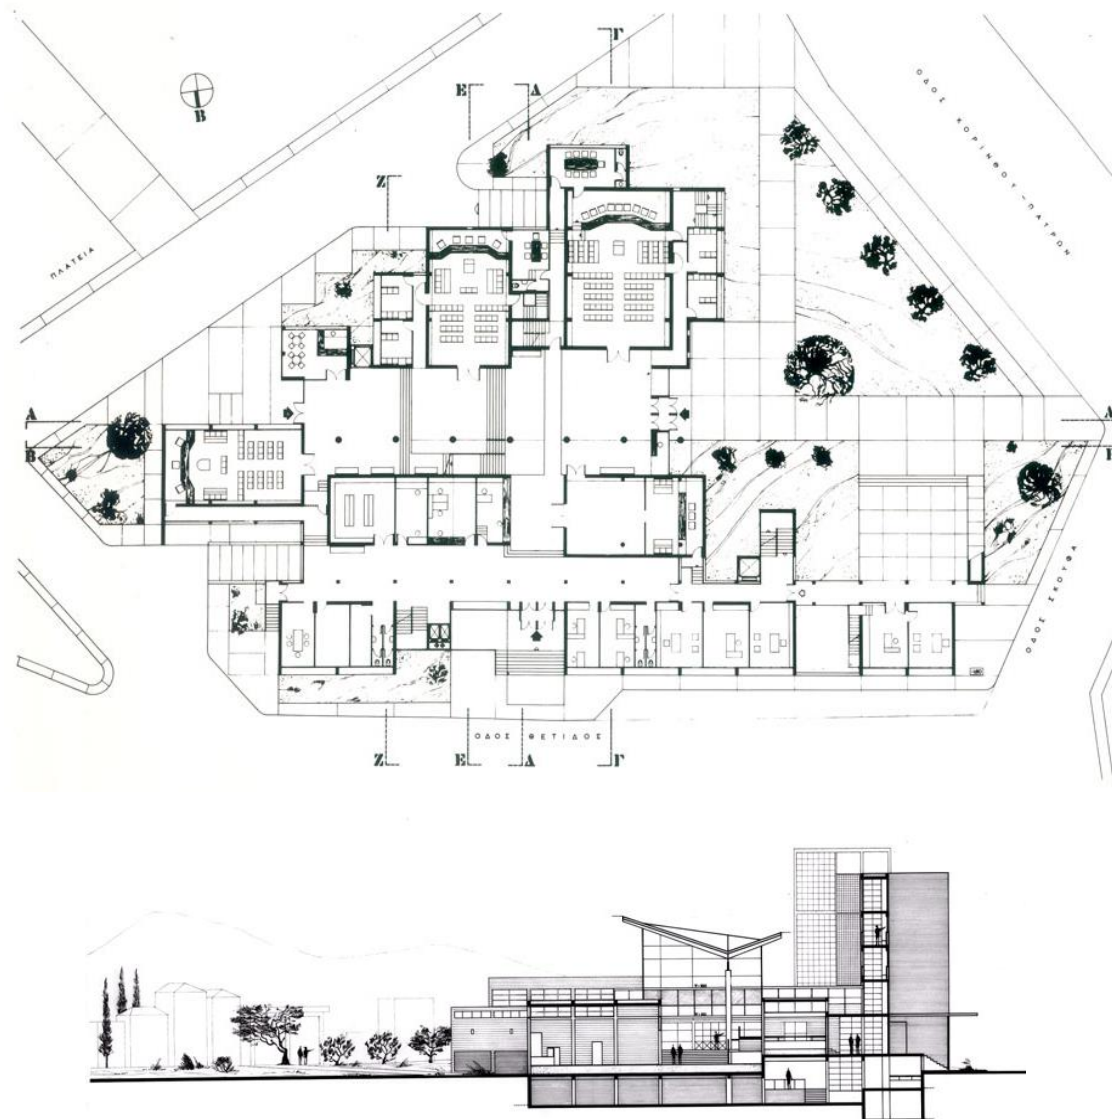 Γ
Ε Δ
Β
Ζ
ΟΔΟΣ ΚΟΡΙΝΘΟΥ-ΠΑΤΡΩΝ
ΠΛΑΤΕΙΑ
Α Α
Β Β
ΟΔΟΣ ΣΚΟΥΦΑ
ΟΔΟΣ ΘΕΤΙΔΟΣ
Ζ Ε Δ Γ